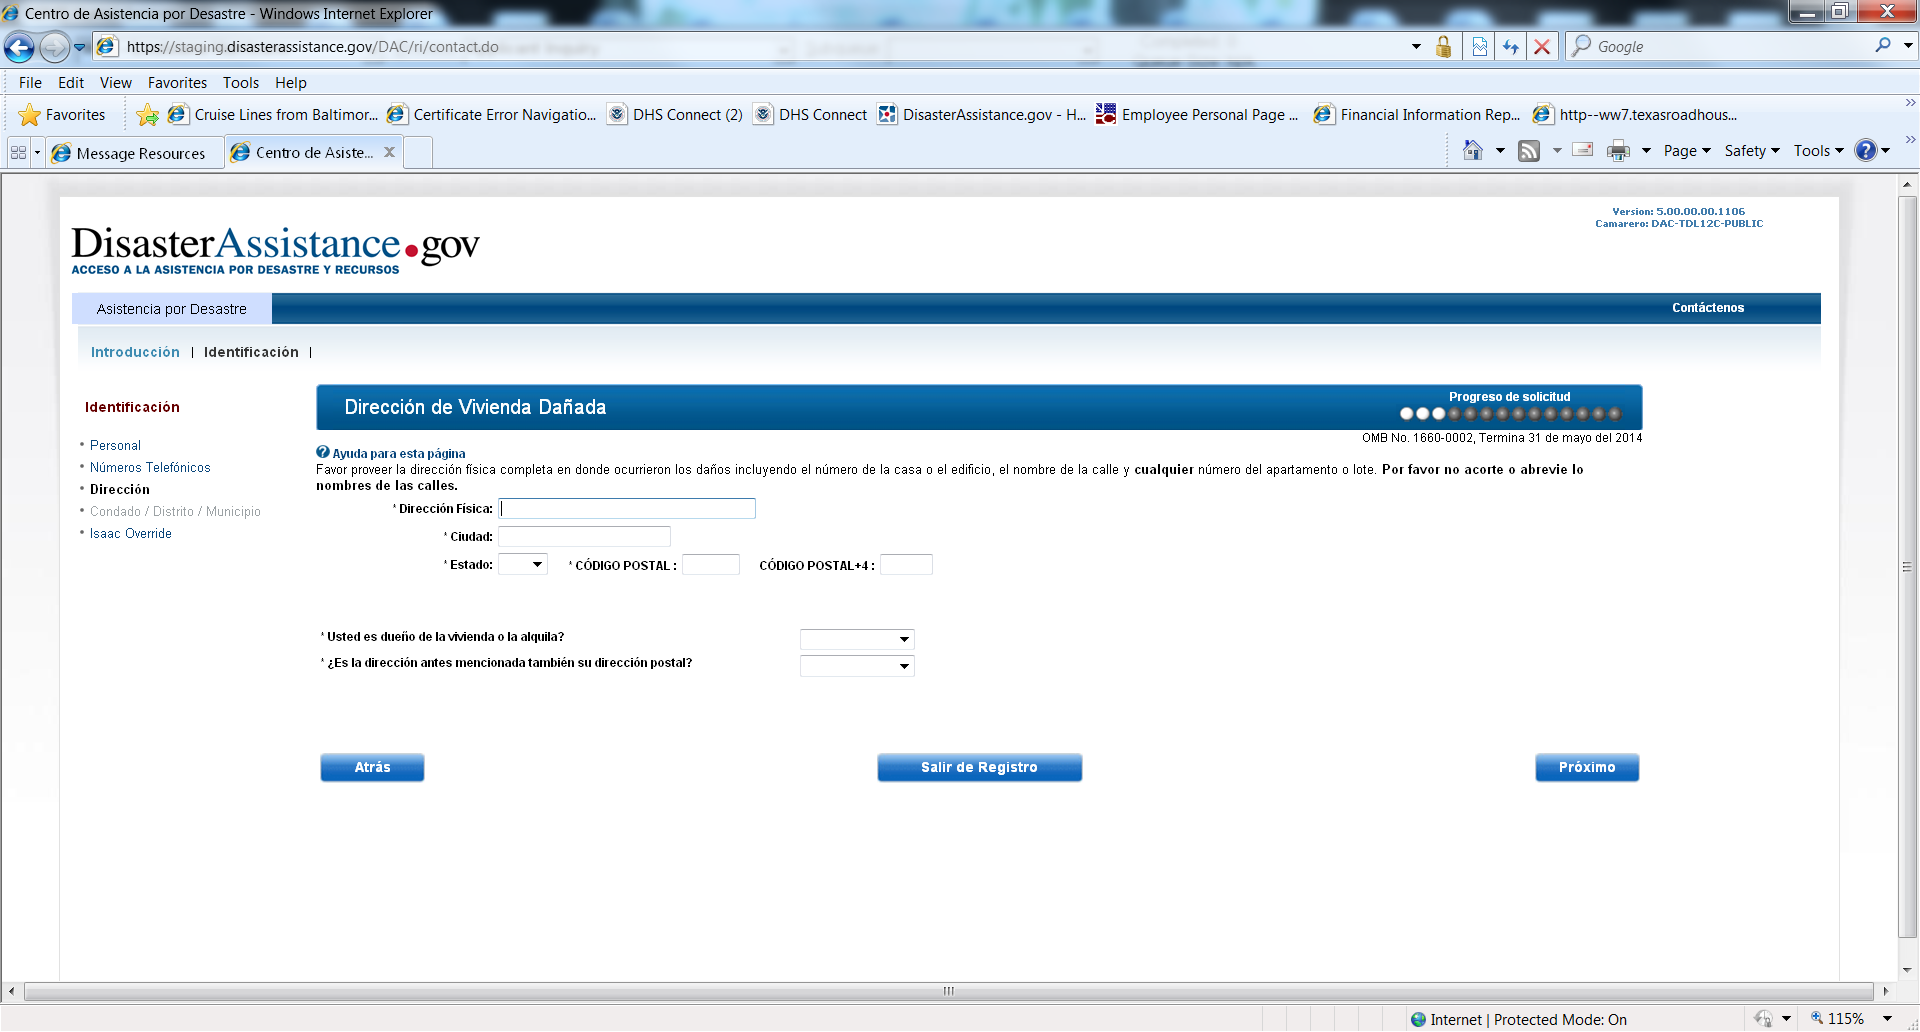 Centro de Asistencia por Desastre - Windows Internet Explorer
https://staging.disasterassistance.gov/DAC/ri/contact.do
Google
File Edit View Favorites Tools Help
Favorites Cruise Lines from Baltimor... Certificate Error Navigatio... DHS Connect (2) DHS Connect DisasterAssistance.gov - H... Employee Personal Page ... Financial Information Rep... http--ww7.texasroadhous...
Message Resources Centro de Asiste... Page Safety Tools
Version: 5.00.00.00.1106
Camarero: DAC-TDL12C-PUBLIC
DisasterAssistance.gov
ACCESO A LA ASISTENCIA POR DESASTRE Y RECURSOS
Asistencia por Desastre Contáctenos
Introducción | Identificación |
Identificación
Personal
Números Telefónicos
Dirección
Condado / Distrito / Municipio
Isaac Override
Dirección de Vivienda Dañada
Progreso de solicitud
OMB No. 1660-0002, Termina 31 de mayo del 2014
Ayuda para esta página
Favor proveer la dirección física completa en donde ocurrieron los daños incluyendo el número de la casa o el edificio, el nombre de la calle y cualquier número del apartamento o lote. Por favor no acorte o abrevie lo
nombres de las calles.
* Dirección Física:
* Ciudad:
* Estado: * CÓDIGO POSTAL : CÓDIGO POSTAL+4 :
* Usted es dueño de la vivienda o la alquila?
* ¿Es la dirección antes mencionada también su dirección postal?
Atrás Salir de Registro Próximo
Internet | Protected Mode: On 115%